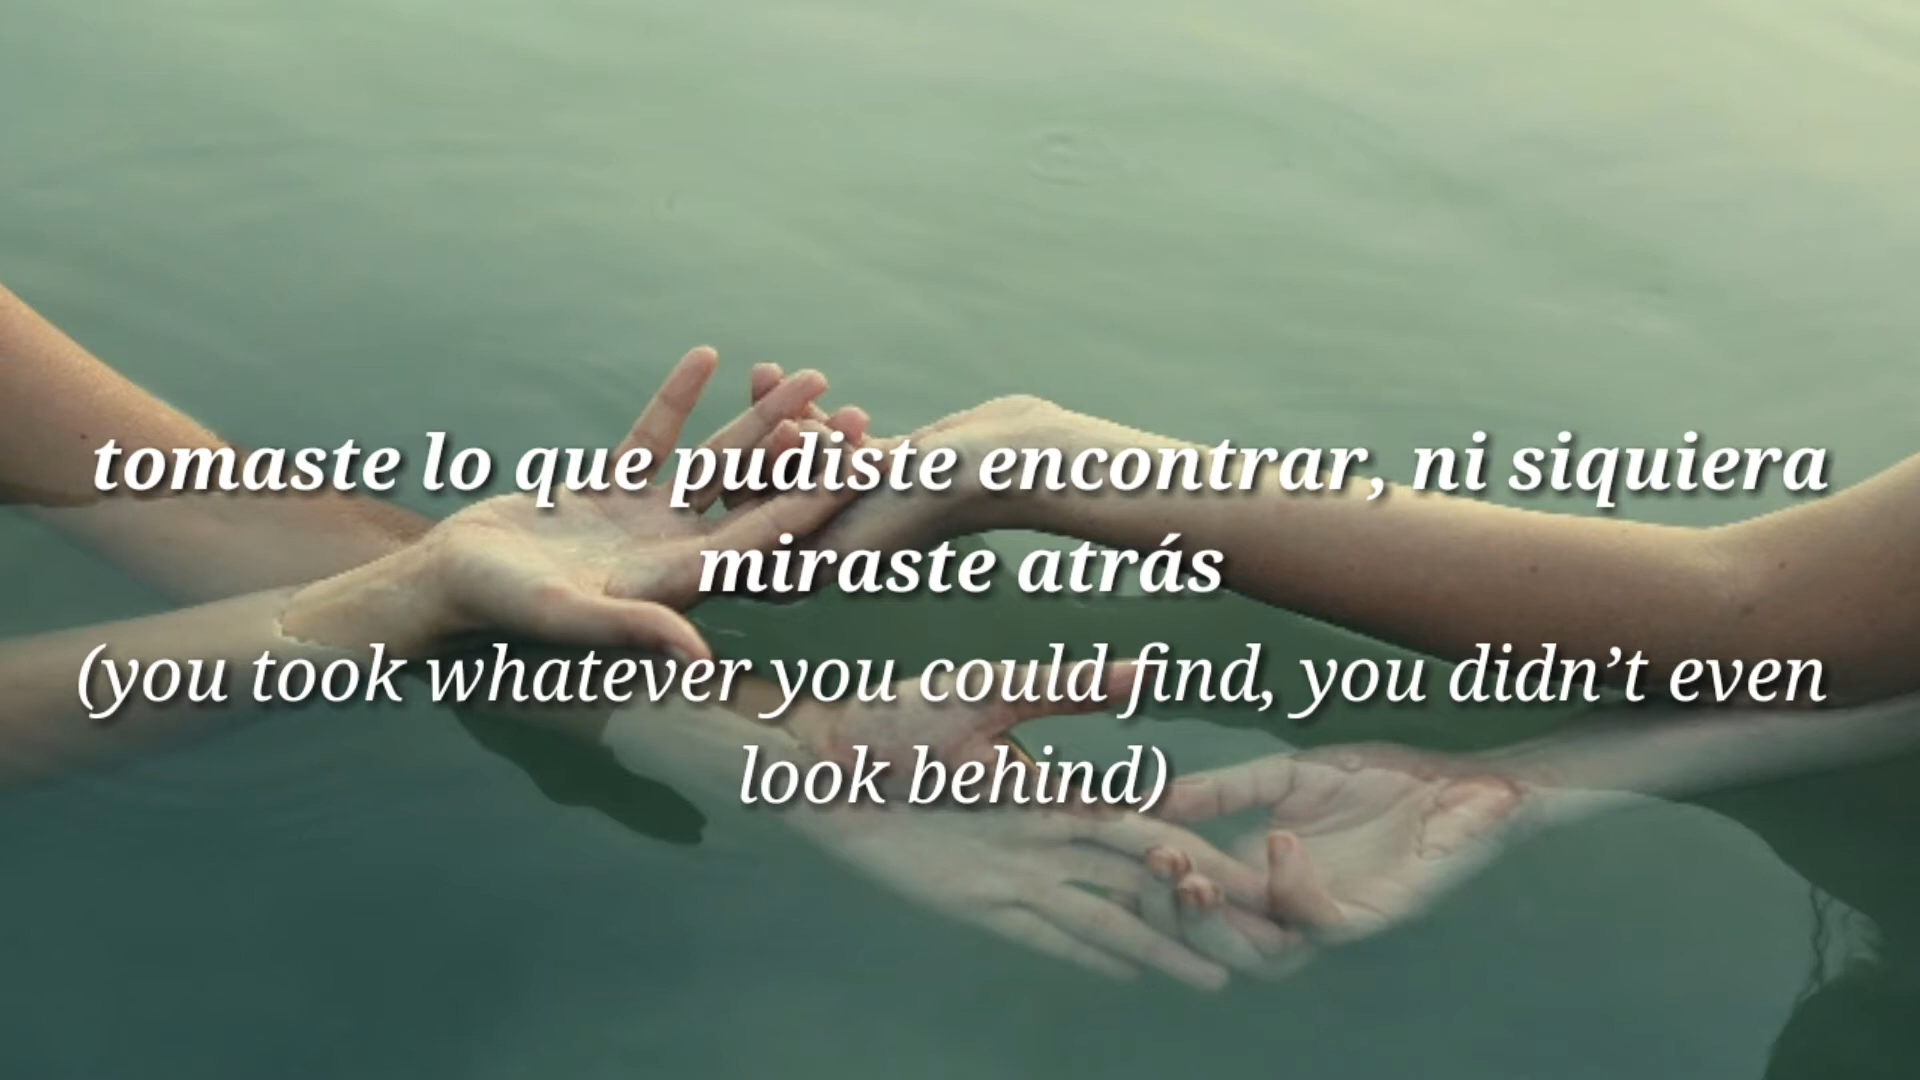 tomaste lo que pudiste encontrar, ni siquiera
miraste atrás
(you took whatever you could find, you didn’t even
look behind)